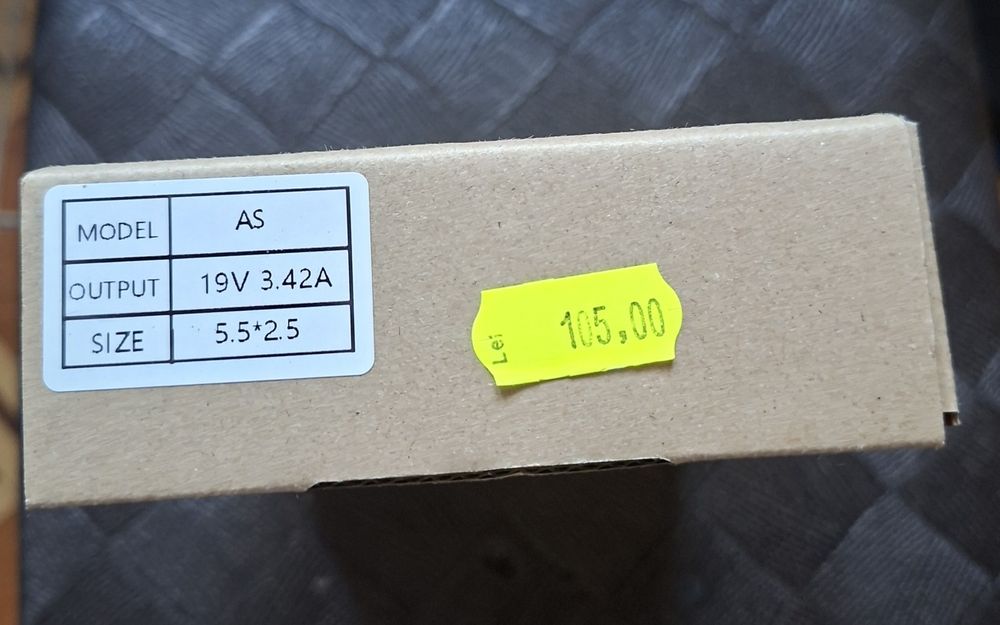 MODEL AS
OUTPUT 19V 3.42A
SIZE 5.5*2.5
Lei 105,00